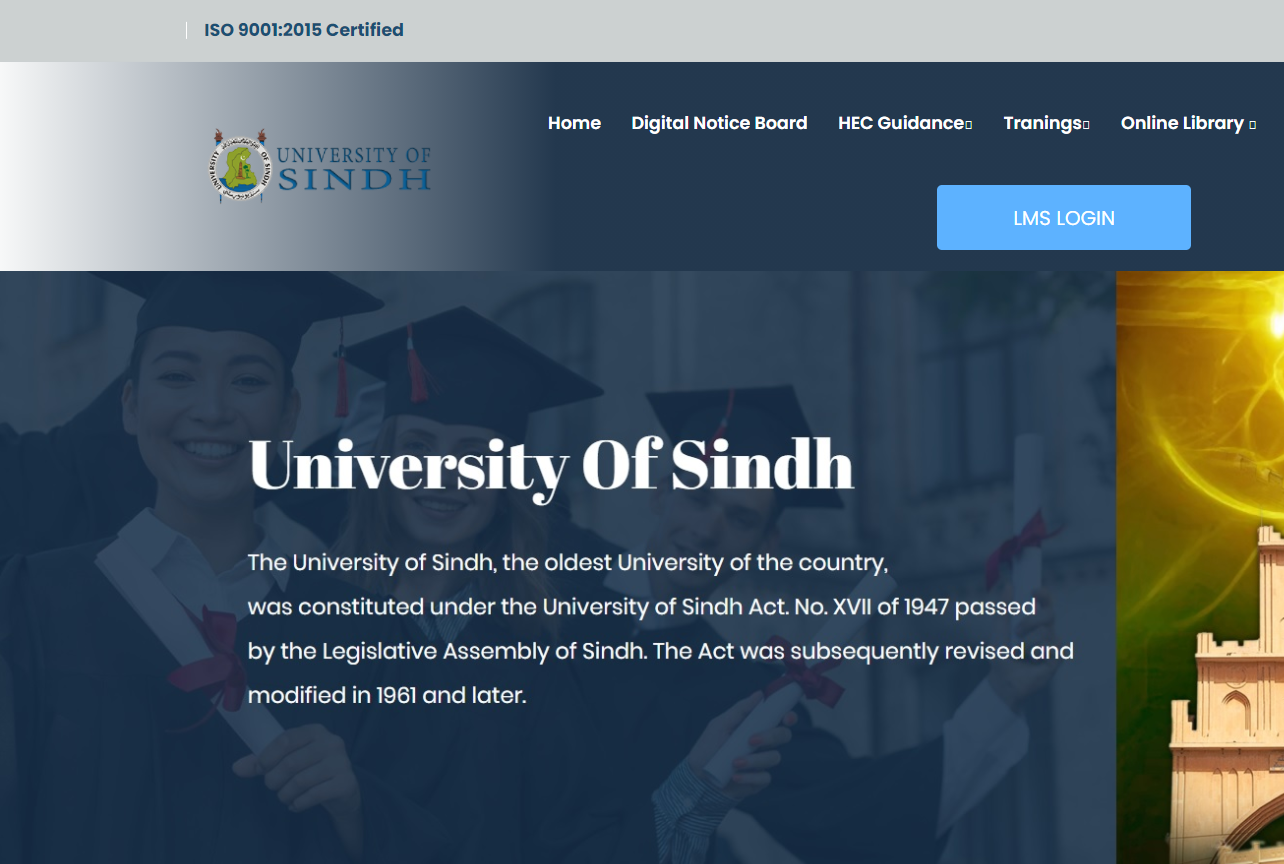 ISO 9001:2015 Certified
Home Digital Notice Board HEC Guidance Tranings Online Library
UNIVERSITY OF
SINDH
UNIVERSITY OF SINDH
LMS LOGIN
University Of Sindh
The University of Sindh, the oldest University of the country,
was constituted under the University of Sindh Act. No. XVII of 1947 passed
by the Legislative Assembly of Sindh. The Act was subsequently revised and
modified in 1961 and later.